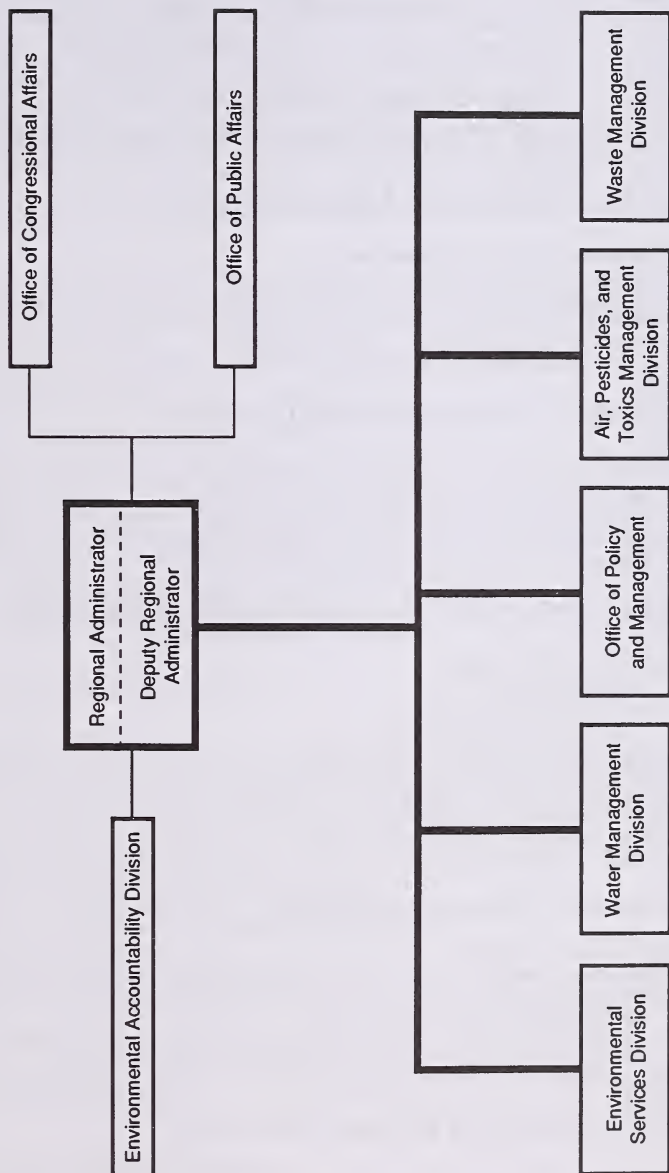 Office of Congressional Affairs
Regional Administrator
Deputy Regional
Administrator
Environmental Accountability Division
Office of Public Affairs
Environmental
Services Division
Water Management
Division
Office of Policy
and Management
Air, Pesticides, and
Toxics Management
Division
Waste Management
Division